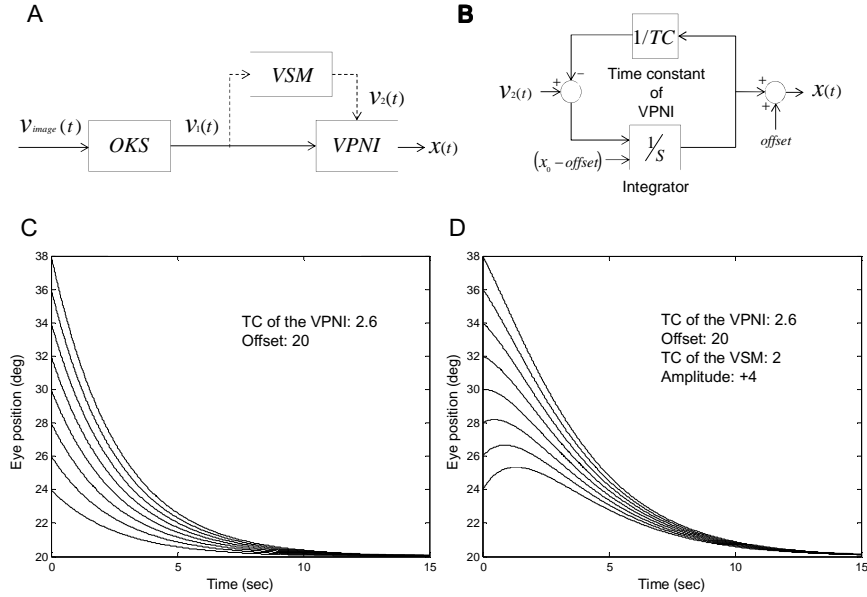 A
VSM
v2(t)
vimage(t)
v1(t)
OKS
VPNI
x(t)
B
1/TC
+
−
Time constant
of
VPNI
v2(t)
+
+
x(t)
1/S
(x0 − offset)
offset
Integrator
C
38
36
34
32
30
28
26
24
22
20
Eye position (deg)
TC of the VPNI: 2.6
Offset: 20
0
5
10
15
Time (sec)
D
38
36
34
32
30
28
26
24
22
20
Eye position (deg)
TC of the VPNI: 2.6
Offset: 20
TC of the VSM: 2
Amplitude: +4
0
5
10
15
Time (sec)